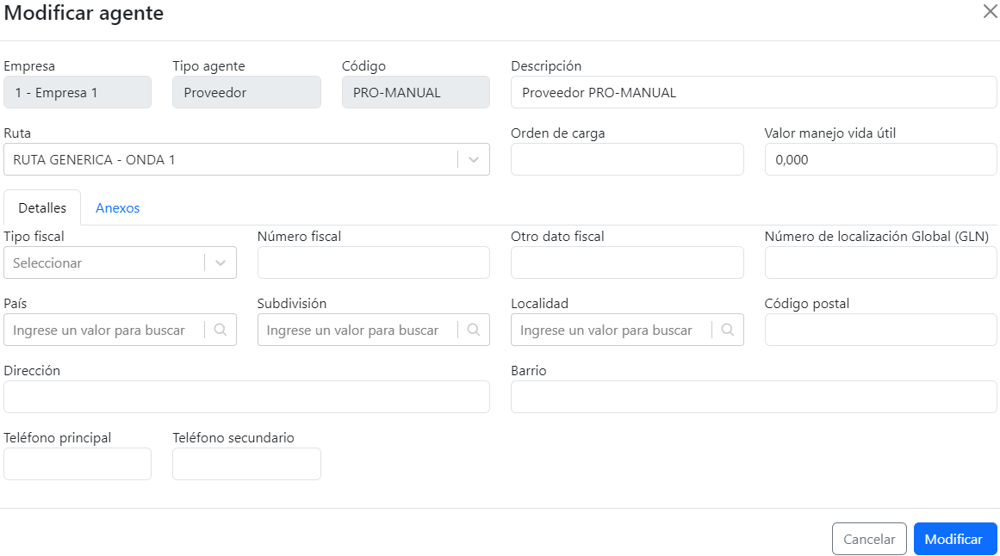 Modificar agente
Empresa Tipo agente Código Descripción
1 - Empresa 1 Proveedor PRO-MANUAL Proveedor PRO-MANUAL
Ruta Orden de carga Valor manejo vida útil
RUTA GENERICA - ONDA 1 0,000
Detalles Anexos
Tipo fiscal Número fiscal Otro dato fiscal Número de localización Global (GLN)
Seleccionar
País Subdivisión Localidad Código postal
Ingrese un valor para buscar Ingrese un valor para buscar Ingrese un valor para buscar
Dirección Barrio
Teléfono principal Teléfono secundario
Cancelar Modificar